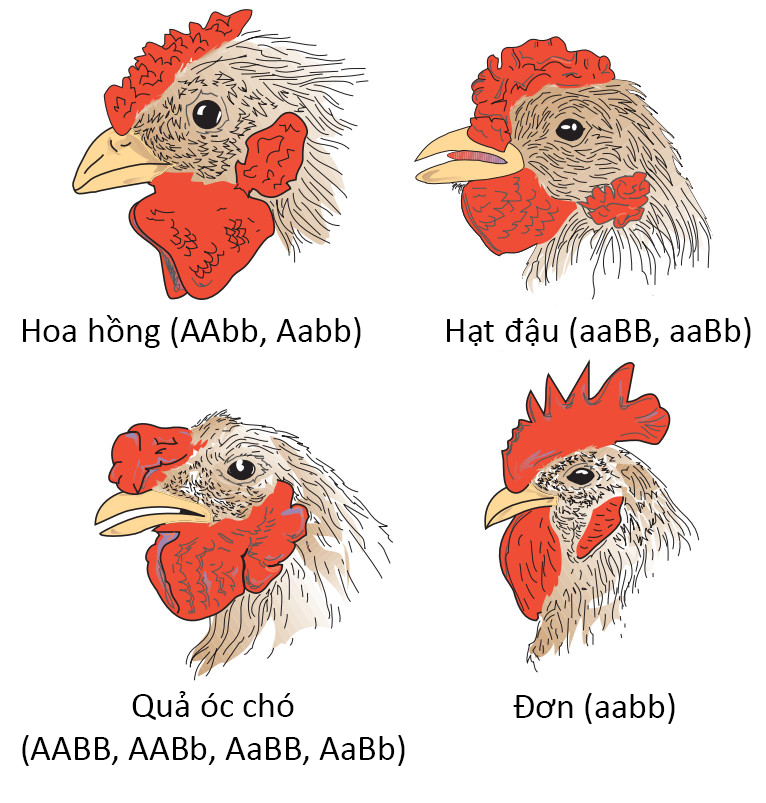 Hoa hồng (AAbb, Aabb)
Hạt đậu (aaBB, aaBb)
Quả óc chó
(AABB, AABb, AaBB, AaBb)
Đơn (aabb)